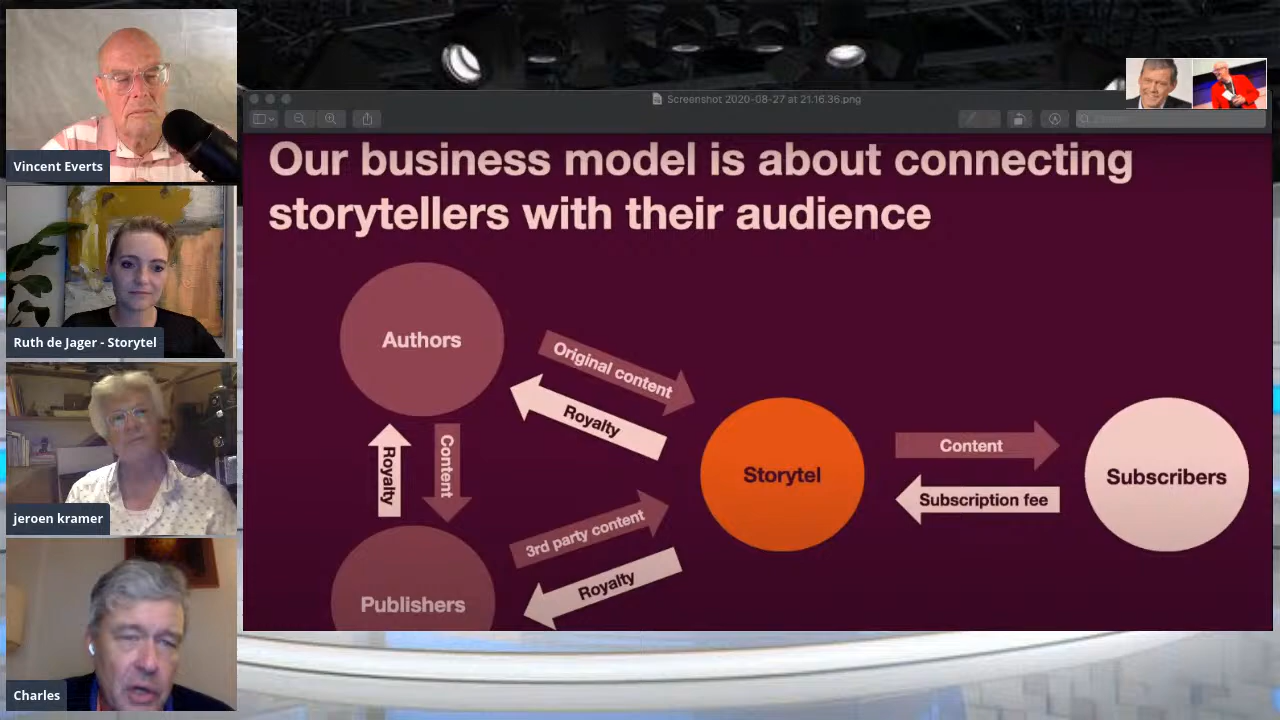 Vincent Everts
Ruth de Jager - Storytel
jeroen kramer
Charles
Screenshot 2020-08-27 at 21.16.36.png
Our business model is about connecting
storytellers with their audience
Authors
Original content
Royalty
Royalty
Content
Storytel
Content
Subscription fee
Subscribers
3rd party content
Royalty
Publishers